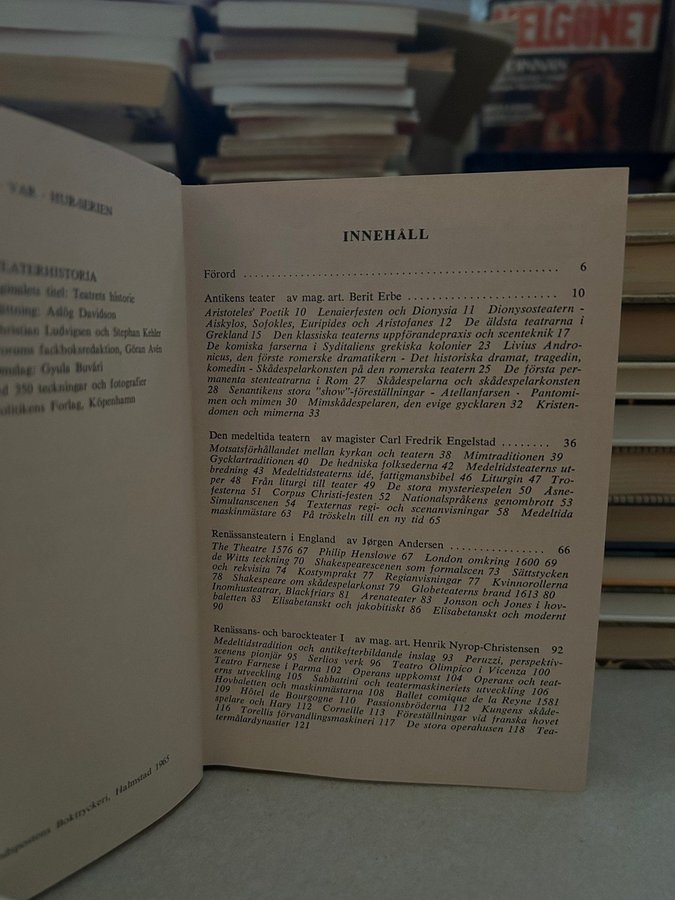 VAR - HUR-SERIEN
TEATERHISTORIA
titel: Teatrets historie
Adög Davidson
Christian Ludvigsen och Stephan Kehler
Forums fackboksredaktion, Göran Avén
Omslag: Gyula Buvári
350 teckningar och fotografier
Politikens Forlag, Köpenhamn
Boktryckeri, Halmstad 1965
HELGONET
INNEHÅLL
Förord ........ 6
Antikens teater av mag. art. Berit Erbe ........ 10
Aristoteles' Poetik 10 Lenaierfesten och Dionysia 11 Dionysosteatern -
Aiskylos, Sofokles, Euripides och Aristofanes 12 De äldsta teatrarna i
Grekland 15 Den klassiska teaterns uppförandepraxis och scenteknik 17
De komiska farserna i Syditaliens grekiska kolonier 23 Livius Andro-
nicus, den förste romerske dramatikern - Det historiska dramat, tragedin,
komedin - Skådespelarkonsten på den romerska teatern 25 De första per-
manenta stenteatrarna i Rom 27 Skådespelarna och skådespelarkonsten
28 Senantikens stora "show"-föreställningar - Atellanfarsen - Pantomi-
men och mimen 30 Mimskådespelaren, den evige gycklaren 32 Kristen-
domen och mimerna 33
Den medeltida teatern av magister Carl Fredrik Engelstad ........ 36
Motsatsförhållandet mellan kyrkan och teatern 38 Mimtraditionen 39
Gycklartraditionen 40 De hedniska folksederna 42 Medeltidsteaterns ut-
bredning 43 Medeltidsteaterns idé, fattigmansbibel 46 Liturgin 47 Tro-
per 48 Från liturgi till teater 49 De stora mysteriespelen 50 Åsne-
festerna 51 Corpus Christi-festen 52 Nationalspråkens genombrott 53
Simultanscenen 54 Texternas regi- och scenanvisningar 58 Medeltida
maskinmästare 63 På tröskeln till en ny tid 65
Renässansteatern i England av Jørgen Andersen ........ 66
The Theatre 1576 67 Philip Henslowe 67 London omkring 1600 69
de Witts teckning 70 Shakespearescenen som formalscen 73 Sättstycken
och rekvisita 74 Kostymprakt 77 Regianvisningar 77 Kvinnorollerna
78 Shakespeare om skådespelarkonst 79 Globeteaterns brand 1613 80
Inomhusteatrar, Blackfriars 81 Arenateater 83 Jonson och Jones i hov-
baletten 83 Elisabetanskt och jakobitiskt 86 Elisabetanskt och modernt
90
Renässans- och barockteater I av mag. art. Henrik Nyrop-Christensen 92
Medeltidstradition och antikefterbildande inslag 93 Peruzzi, perspektiv-
scenens pionjär 95 Serlios verk 96 Teatro Olimpico i Vicenza 100
Teatro Farnese i Parma 102 Operans uppkomst 104 Operans och teat-
erns utveckling 105 Sabbattini och teatermaskineriets utveckling 106
Hovbaletten och maskinmästarna 108 Ballet comique de la Reyne 1581
109 Hôtel de Bourgogne 110 Passionsbröderna 112 Kungens skåde-
spelare och Hary 112 Corneille 113 Föreställningar vid franska hovet
116 Torellis förvandlingsmaskineri 117 De stora operahusen 118 Tea-
termålardynastier 121